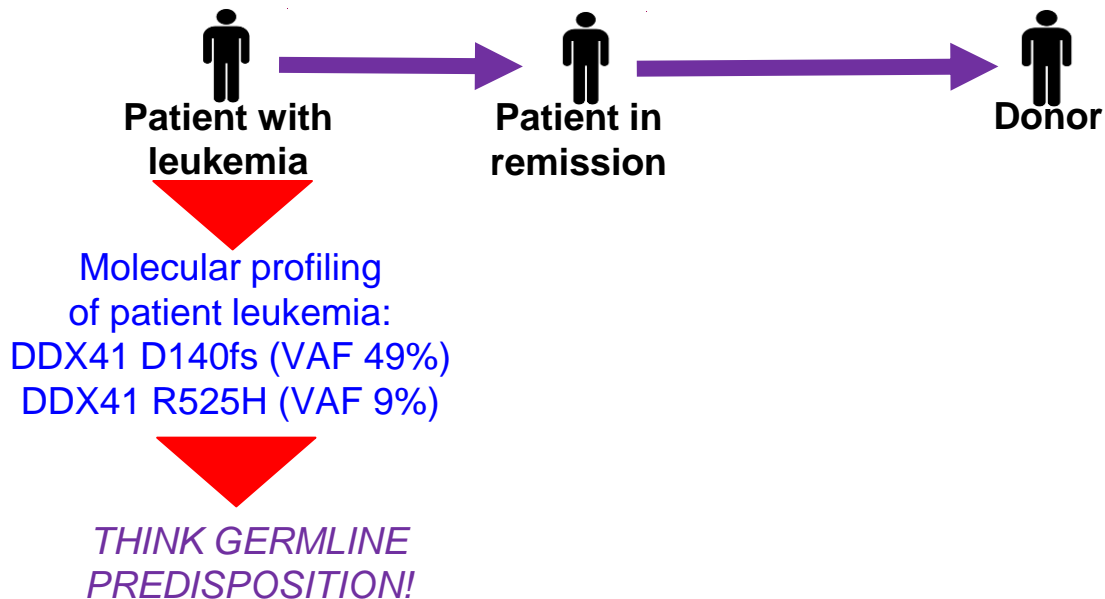 Patient with
leukemia
Patient in
remission
Donor
Molecular profiling
of patient leukemia:
DDX41 D140fs (VAF 49%)
DDX41 R525H (VAF 9%)
THINK GERMLINE
PREDISPOSITION!